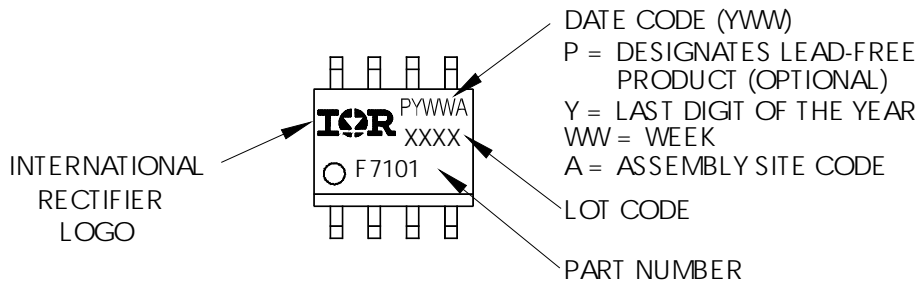 DATE CODE (YWW)
P = DESIGNATES LEAD-FREE
PRODUCT (OPTIONAL)
Y = LAST DIGIT OF THE YEAR
WW = WEEK
A = ASSEMBLY SITE CODE
LOT CODE
PART NUMBER
INTERNATIONAL
RECTIFIER
LOGO
IOR
PYWWA
XXXX
F7101